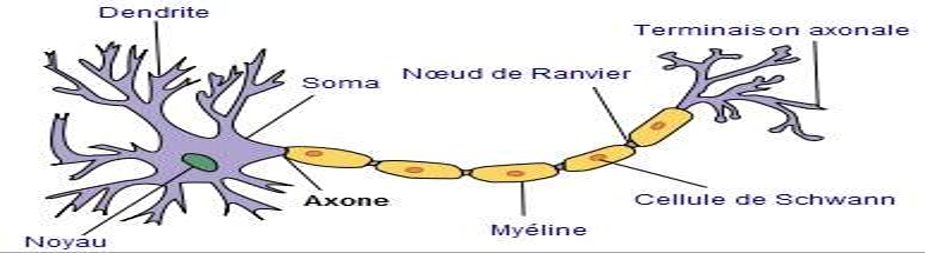 Dendrite
Terminaison axonale
Soma
Nœud de Ranvier
Axone
Cellule de Schwann
Myéline
Noyau